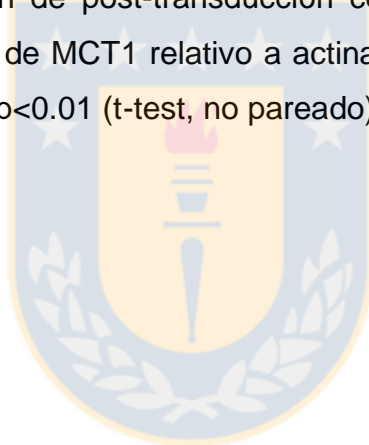 n de post-transducción co
de MCT1 relativo a actina
p<0.01 (t-test, no pareado)